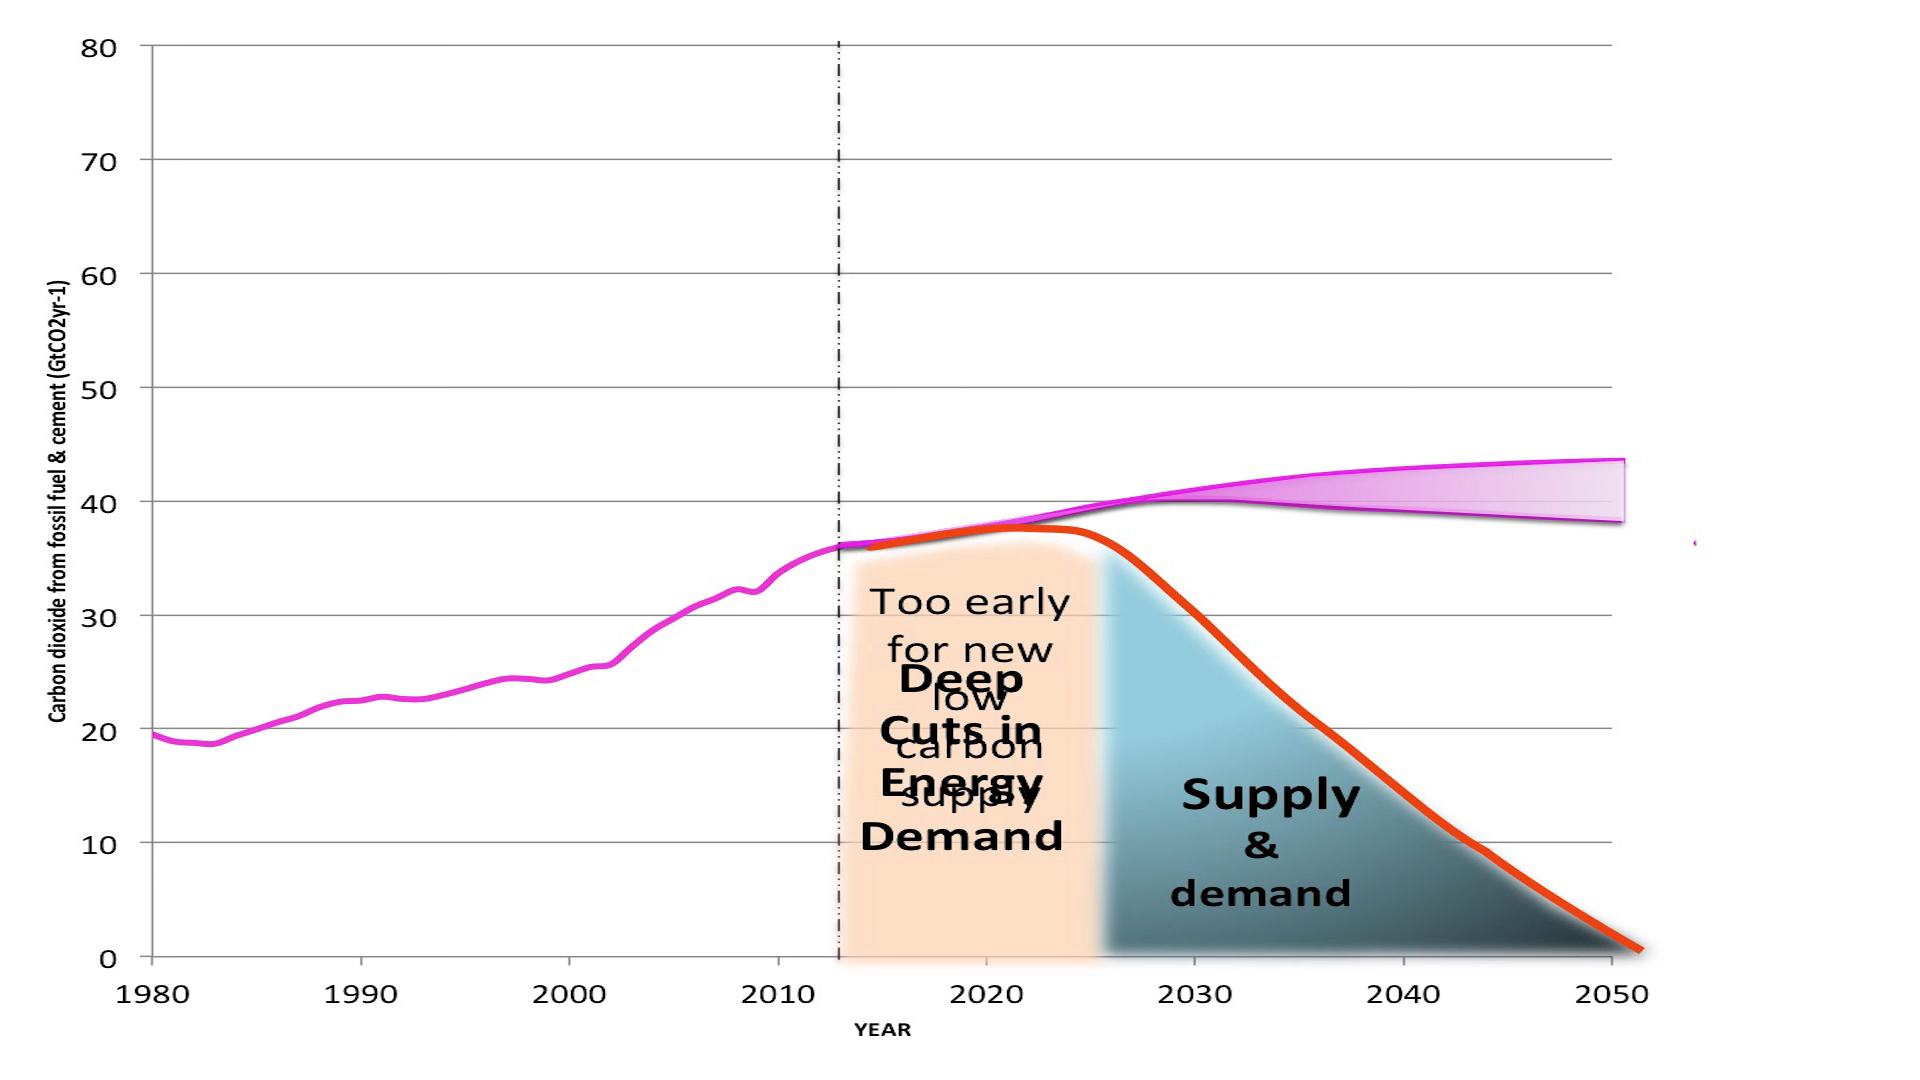 80
70
60
50
40
30
20
10
0
Carbon dioxide from fossil fuel & cement (GtCO2yr-1)
Too early
for new
low
carbon
supply
Deep
Cuts in
Energy
Demand
Supply
&
demand
1980 1990 2000 2010 2020 2030 2040 2050
YEAR